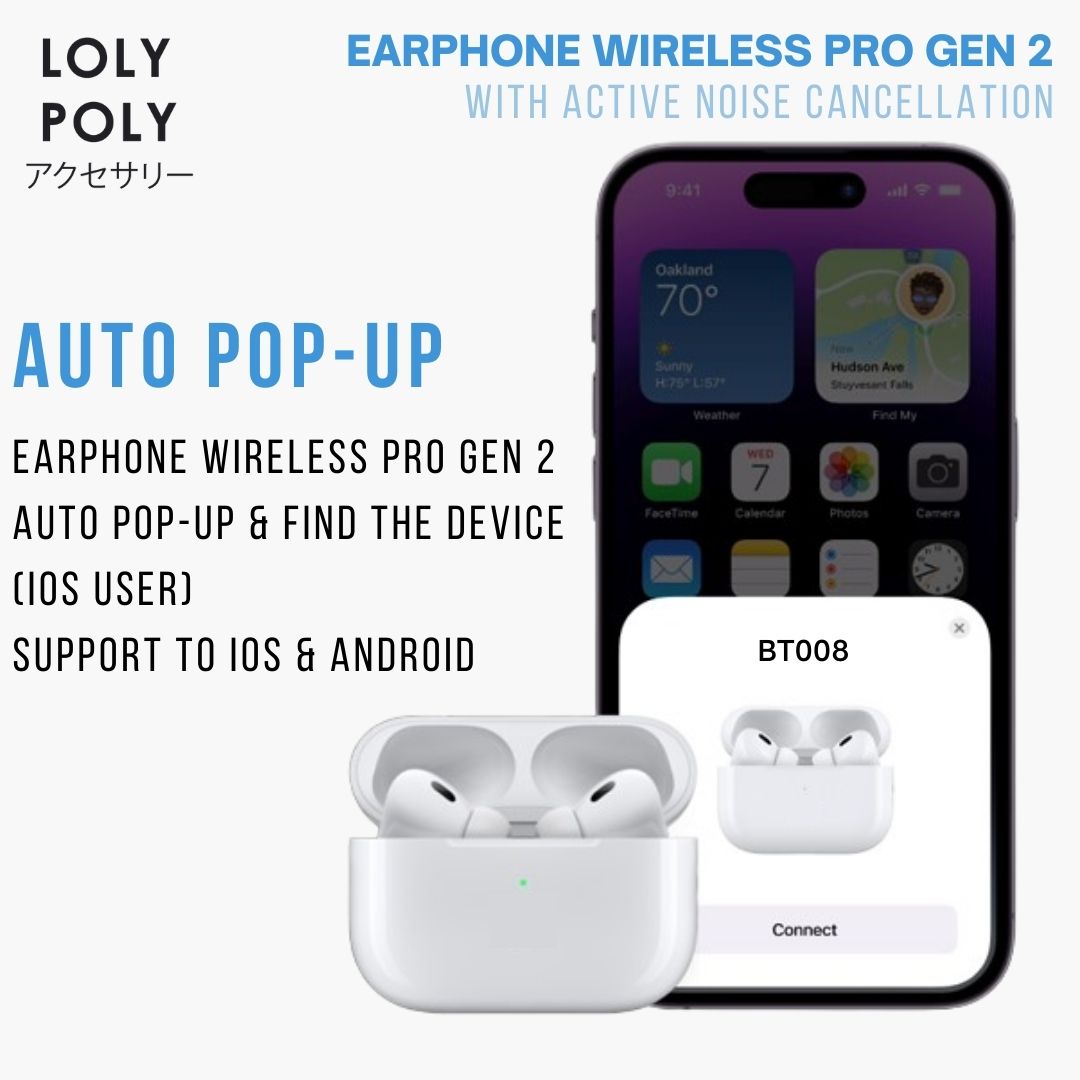 LOLY
POLY
アクセサリー
EARPHONE WIRELESS PRO GEN 2
WITH ACTIVE NOISE CANCELLATION
AUTO POP-UP
EARPHONE WIRELESS PRO GEN 2
AUTO POP-UP & FIND THE DEVICE
(IOS USER)
SUPPORT TO IOS & ANDROID
9:41
Oakland
70°
Sunny
H:75° L:57°
Weather
Now
Hudson Ave
Stuyvesant Falls
Find My
WED
7
FaceTime
Calendar
Photos
Camera
BT008
Connect